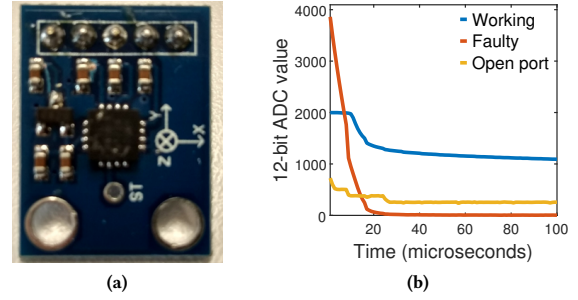 Y
X
Z
ST
(a)
12-bit ADC value
4000
3000
2000
1000
0
Working
Faulty
Open port
20 40 60 80 100
Time (microseconds)
(b)